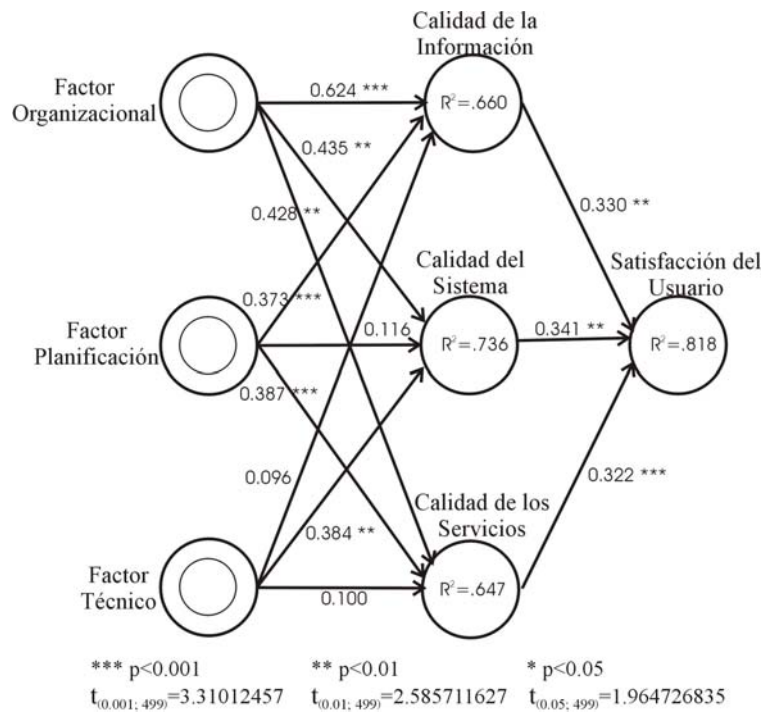 Calidad de la
Información
Factor
Organizacional
0.624 ***
R²=.660
0.435 **
0.428 **
0.330 **
Calidad del
Sistema
Satisfacción del
Usuario
0.373 ***
Factor
Planificación
0.116
R²=.736
0.341 **
R²=.818
0.387 ***
0.096
0.322 ***
Calidad de los
Servicios
0.384 **
Factor
Técnico
0.100
R²=.647
*** p<0.001
** p<0.01
* p<0.05
t(0.001; 499)=3.31012457
t(0.01; 499)=2.585711627
t(0.05; 499)=1.964726835